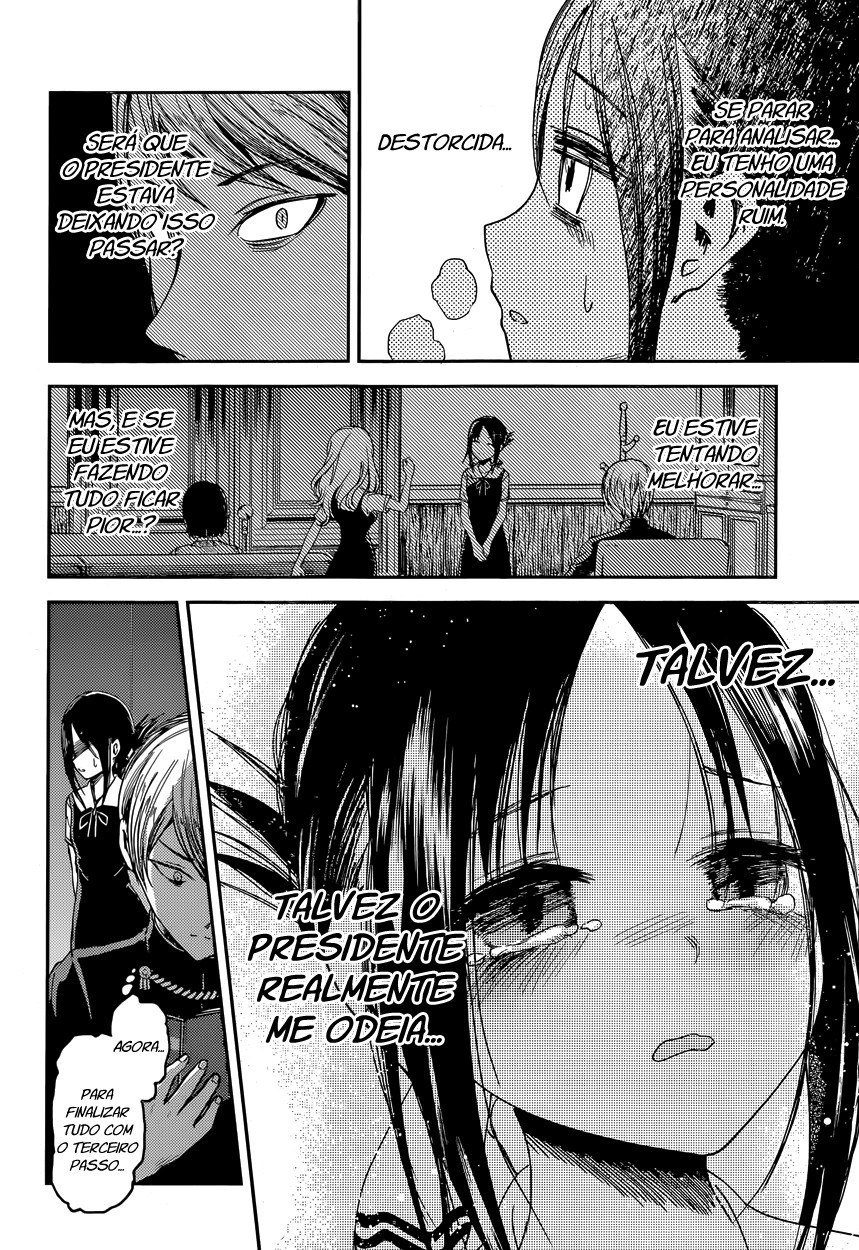 SE PARAR
PARA ANALISAR...
EU TENHO UMA
PERSONALIDADE
RUIM.
DESTORCIDA...
SERÁ QUE
O PRESIDENTE
ESTAVA
DEIXANDO ISSO
PASSAR?
EU ESTIVE
TENTANDO
MELHORAR...
MAS, E SE
EU ESTIVE
FAZENDO
TUDO FICAR
PIOR...?
TALVEZ...
TALVEZ O
PRESIDENTE
REALMENTE
ME ODEIA...
AGORA...
PARA
FINALIZAR
TUDO COM
O TERCEIRO
PASSO...